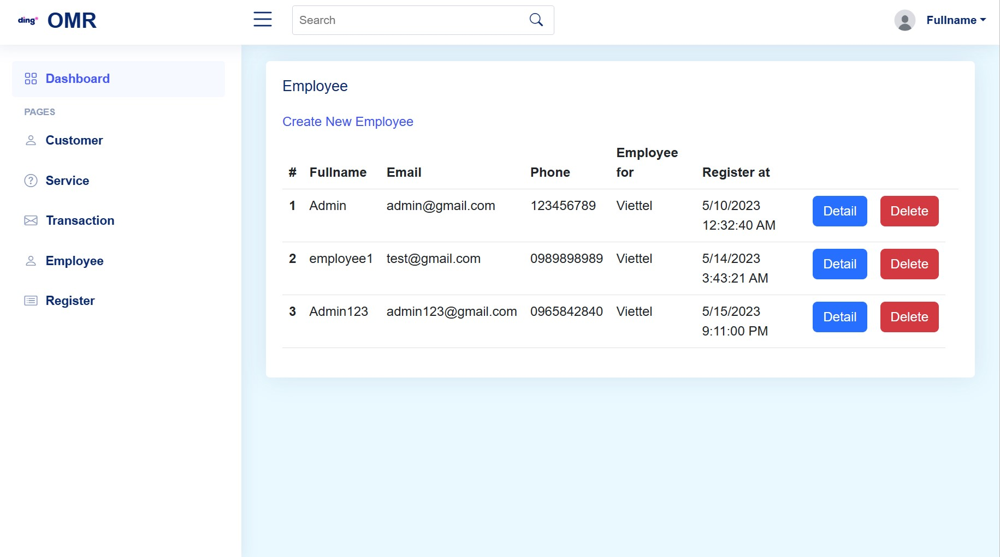 ding* OMR
Search
Fullname
Dashboard
PAGES
Customer
Service
Transaction
Employee
Register
Employee
Create New Employee
# Fullname Email Phone Employee for Register at
1 Admin admin@gmail.com 123456789 Viettel 5/10/2023 12:32:40 AM Detail Delete
2 employee1 test@gmail.com 0989898989 Viettel 5/14/2023 3:43:21 AM Detail Delete
3 Admin123 admin123@gmail.com 0965842840 Viettel 5/15/2023 9:11:00 PM Detail Delete